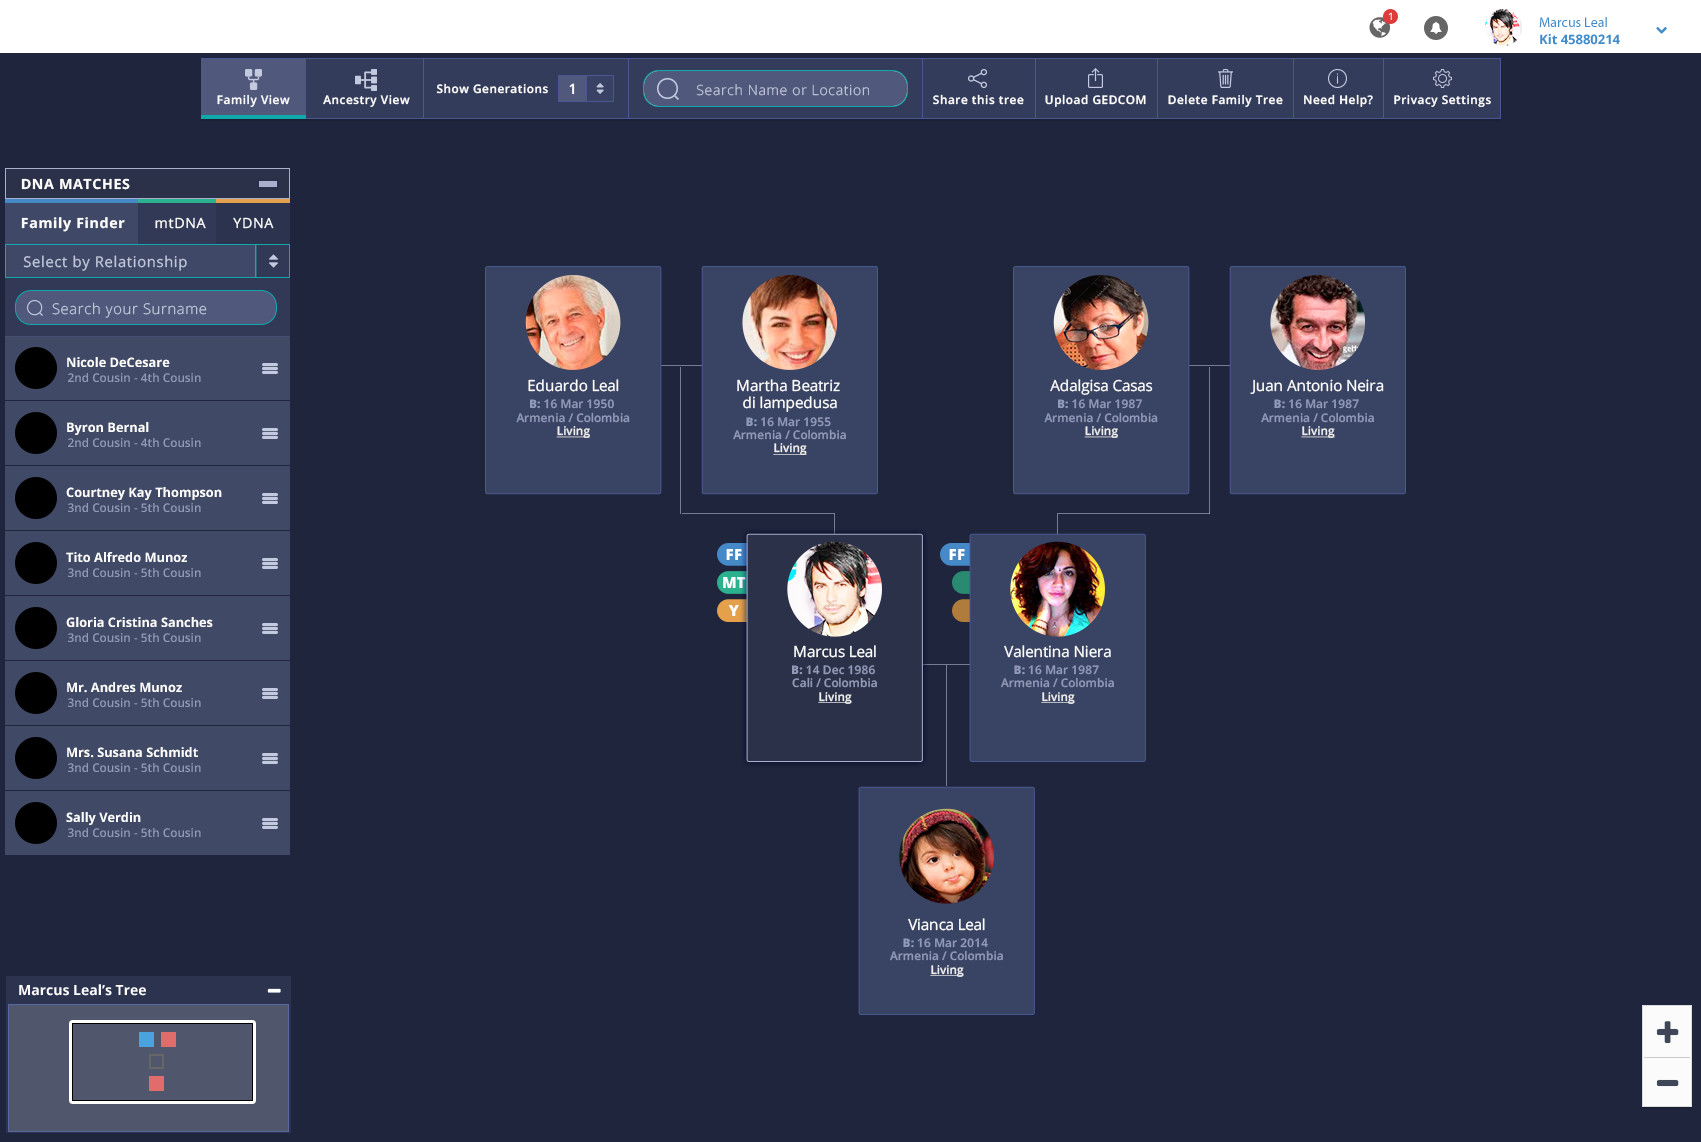 1
Marcus Leal
Kit 45880214
Family View
Ancestry View
Show Generations
1
Search Name or Location
Share this tree
Upload GEDCOM
Delete Family Tree
Need Help?
Privacy Settings
DNA MATCHES
Family Finder
mtDNA
YDNA
Select by Relationship
Search your Surname
Nicole DeCesare
2nd Cousin - 4th Cousin
Byron Bernal
2nd Cousin - 4th Cousin
Courtney Kay Thompson
3nd Cousin - 5th Cousin
Tito Alfredo Munoz
3nd Cousin - 5th Cousin
Gloria Cristina Sanches
3nd Cousin - 5th Cousin
Mr. Andres Munoz
3nd Cousin - 5th Cousin
Mrs. Susana Schmidt
3nd Cousin - 5th Cousin
Sally Verdin
3nd Cousin - 5th Cousin
Eduardo Leal
B: 16 Mar 1950
Armenia / Colombia
Living
Martha Beatriz
di lampedusa
B: 16 Mar 1955
Armenia / Colombia
Living
Adalgisa Casas
B: 16 Mar 1987
Armenia / Colombia
Living
gett
Juan Antonio Neira
B: 16 Mar 1987
Armenia / Colombia
Living
FF
MT
Y
Marcus Leal
B: 14 Dec 1986
Cali / Colombia
Living
FF
Valentina Niera
B: 16 Mar 1987
Armenia / Colombia
Living
Vianca Leal
B: 16 Mar 2014
Armenia / Colombia
Living
Marcus Leal's Tree